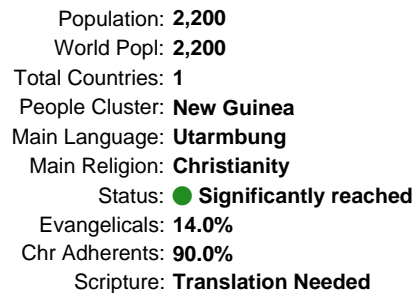 Population: 2,200
World Popl: 2,200
Total Countries: 1
People Cluster: New Guinea
Main Language: Utarmbung
Main Religion: Christianity
Status: Significantly reached
Evangelicals: 14.0%
Chr Adherents: 90.0%
Scripture: Translation Needed